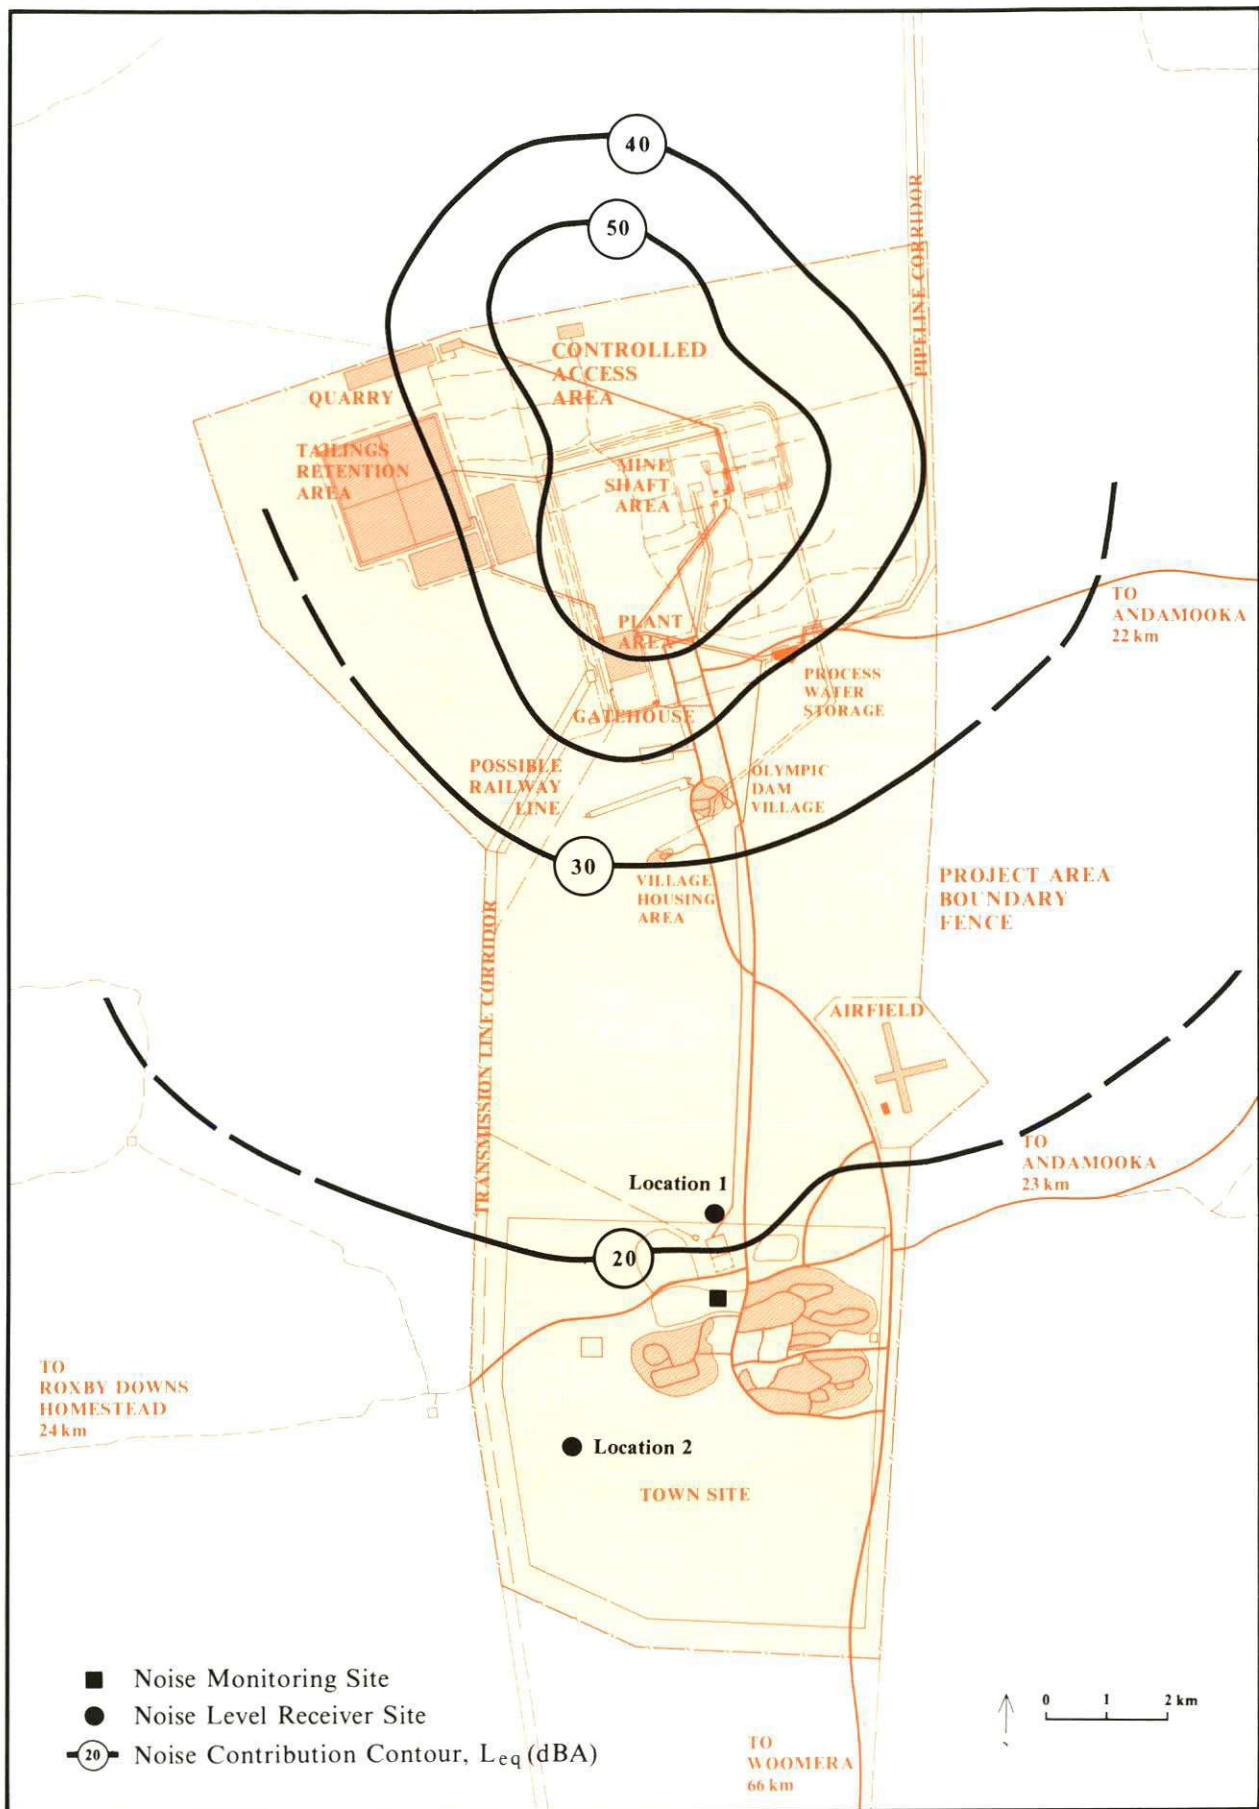 40
50
PIPELINE CORRIDOR
CONTROLLED
ACCESS
AREA
QUARRY
TAILINGS
RETENTION
AREA
MINE
SHAFT
AREA
TO
ANDAMOOKA
22 km
PLANT
AREA
PROCESS
WATER
STORAGE
GATEHOUSE
POSSIBLE
RAILWAY
LINE
OLYMPIC
DAM
VILLAGE
30
VILLAGE
HOUSING
AREA
PROJECT AREA
BOUNDARY
FENCE
TRANSMISSION LINE CORRIDOR
AIRFIELD
TO
ANDAMOOKA
23 km
Location 1
20
TO
ROXBY DOWNS
HOMESTEAD
24 km
Location 2
TOWN SITE
Noise Monitoring Site
Noise Level Receiver Site
20 Noise Contribution Contour, Leq (dBA)
TO
WOOMERA
66 km
0 1 2 km